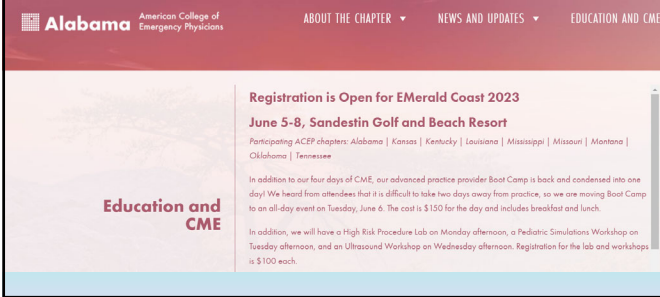 Alabama
American College of
Emergency Physicians
ABOUT THE CHAPTER
NEWS AND UPDATES
EDUCATION AND CME
Registration is Open for EMerald Coast 2023
June 5-8, Sandestin Golf and Beach Resort
Participating ACEP chapters: Alabama | Kansas | Kentucky | Louisiana | Mississippi | Missouri | Montana |
Oklahoma | Tennessee
In addition to our four days of CME, our advanced practice provider Boot Camp is back and condensed into one
day! We heard from attendees that it is difficult to take two days away from practice, so we are moving Boot Camp
to an all-day event on Tuesday, June 6. The cost is $150 for the day and includes breakfast and lunch.
Education and
CME
In addition, we will have a High Risk Procedure Lab on Monday afternoon, a Pediatric Simulations Workshop on
Tuesday afternoon, and an Ultrasound Workshop on Wednesday afternoon. Registration for the lab and workshops
is $100 each.